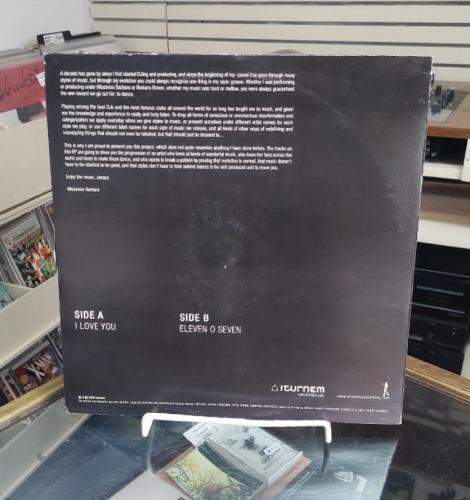 A decade has gone by since I first started DJing and producing, and since the beginning of my career I've gone through many
styles of music, but through my evolution you could always recognize one thing in my style: groove. Whether I was performing
or producing under Misstress Barbara or Barbara Brown, whether my music was hard or mellow, you were always guaranteed
the one sound we go out for: to dance.
Playing among the best DJs and the most famous clubs all around the world for so long has taught me so much, and given
me the knowledge and experience to really and truly listen. To drop all forms of conscious or unconscious discrimination and
categorization we apply everyday when we give styles to music, or present ourselves under different artist names for each
style we play, or use different label names for each style of music we release, and all kinds of other ways of redefining and
things that should not even be labelled, but that should just be listened to...
This is why I am proud to present you this project, which does not quite resemble anything I have done before. The tracks on
this EP are going to show you the progression of an artist who loves all kinds of wonderful music, who loves her fans across the
world and loves to make them dance, and who wants to break a pattern by proving that evolution is normal, that music doesn't
have to be labelled to be good, and that styles don't have to hide behind names to be well produced and to move you.
Enjoy the music, always.
Misstress Barbara
SIDE A
SIDE B
I LOVE YOU
ELEVEN O SEVEN
ITURNEM